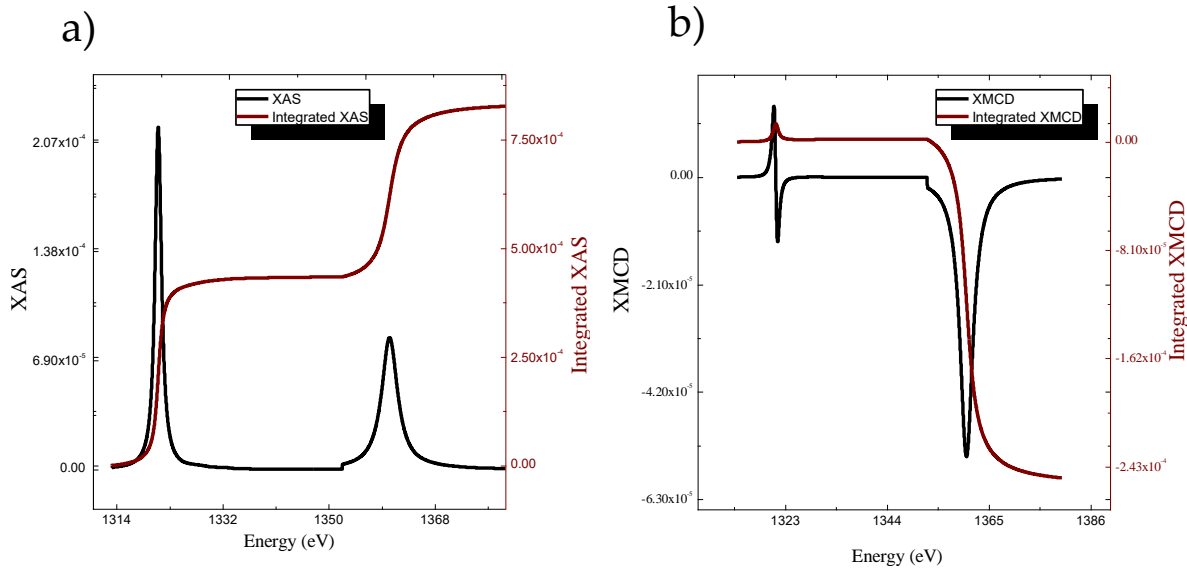 a)
XAS
Integrated XAS
2.07x10⁻⁴
1.38x10⁻⁴
6.90x10⁻⁵
0.00
XAS
7.50x10⁻⁴
5.00x10⁻⁴
2.50x10⁻⁴
0.00
Integrated XAS
1314 1332 1350 1368
Energy (eV)
b)
XMCD
Integrated XMCD
0.00
-2.10x10⁻⁵
-4.20x10⁻⁵
-6.30x10⁻⁵
XMCD
0.00
-8.10x10⁻⁵
-1.62x10⁻⁴
-2.43x10⁻⁴
Integrated XMCD
1323 1344 1365 1386
Energy (eV)